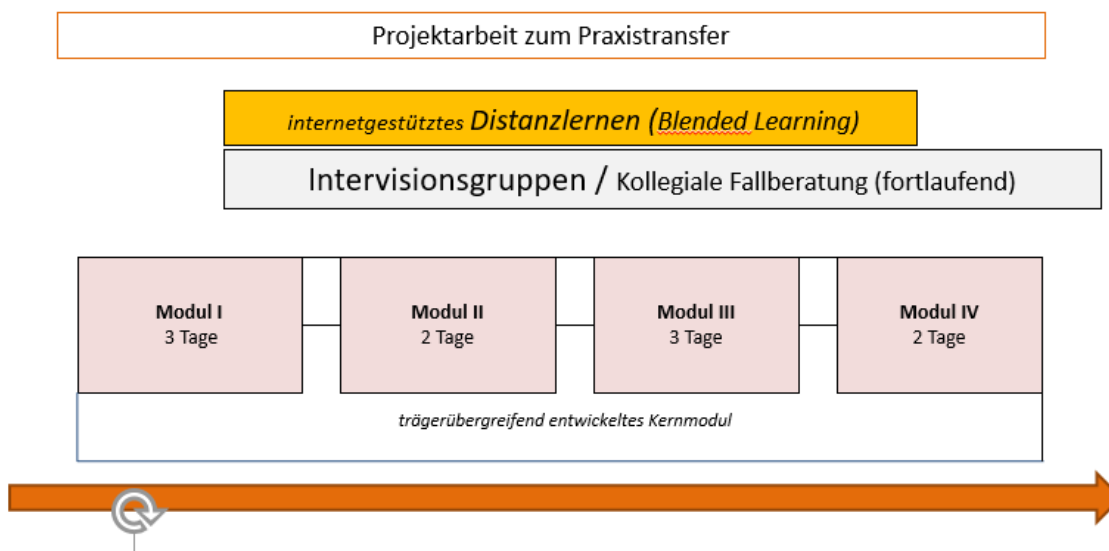 Projektarbeit zum Praxistransfer
internetgestütztes Distanzlernen (Blended Learning)
Intervisionsgruppen / Kollegiale Fallberatung (fortlaufend)
Modul I
3 Tage
Modul II
2 Tage
Modul III
3 Tage
Modul IV
2 Tage
trägerübergreifend entwickeltes Kernmodul